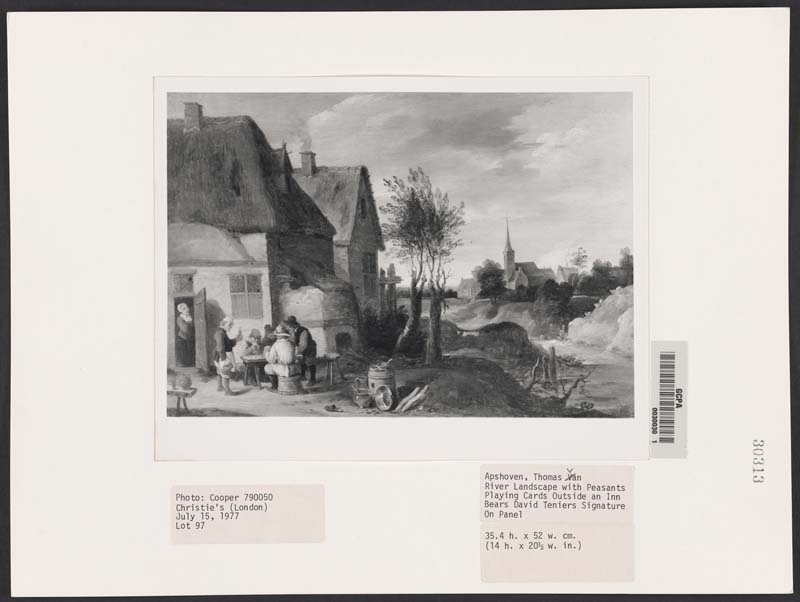 Photo: Cooper 790050
Christie's (London)
July 15, 1977
Lot 97
Apshoven, Thomas Van
River Landscape with Peasants
Playing Cards Outside an Inn
Bears David Teniers Signature
On Panel
35.4 h. x 52 w. cm.
(14 h. x 20½ w. in.)
GCPA
0030030 1
30313